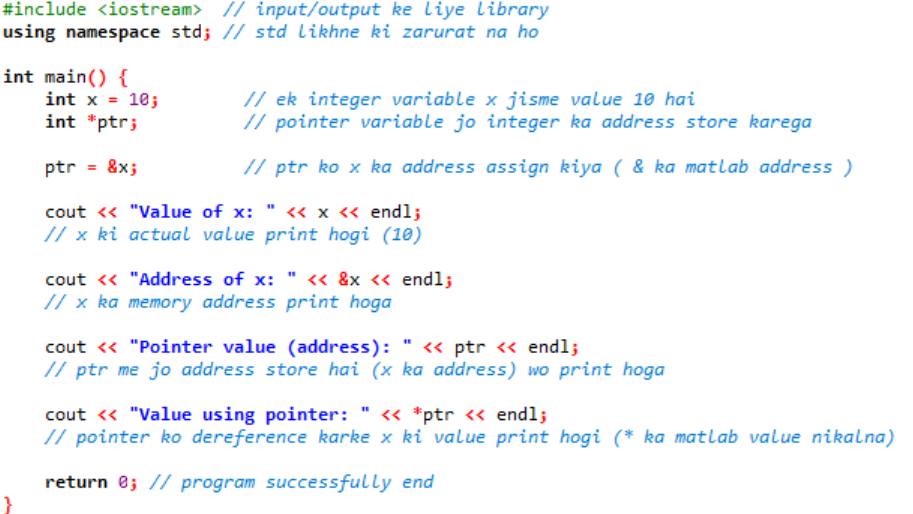 #include <iostream>  // input/output ke liye library
using namespace std; // std likhne ki zarurat na ho

int main() {
    int x = 10;        // ek integer variable x jisme value 10 hai
    int *ptr;          // pointer variable jo integer ka address store karega

    ptr = &x;          // ptr ko x ka address assign kiya ( & ka matlab address )

    cout << "Value of x: " << x << endl;
    // x ki actual value print hogi (10)

    cout << "Address of x: " << &x << endl;
    // x ka memory address print hoga

    cout << "Pointer value (address): " << ptr << endl;
    // ptr me jo address store hai (x ka address) wo print hoga

    cout << "Value using pointer: " << *ptr << endl;
    // pointer ko dereference karke x ki value print hogi (* ka matlab value nikalna)

    return 0; // program successfully end
}